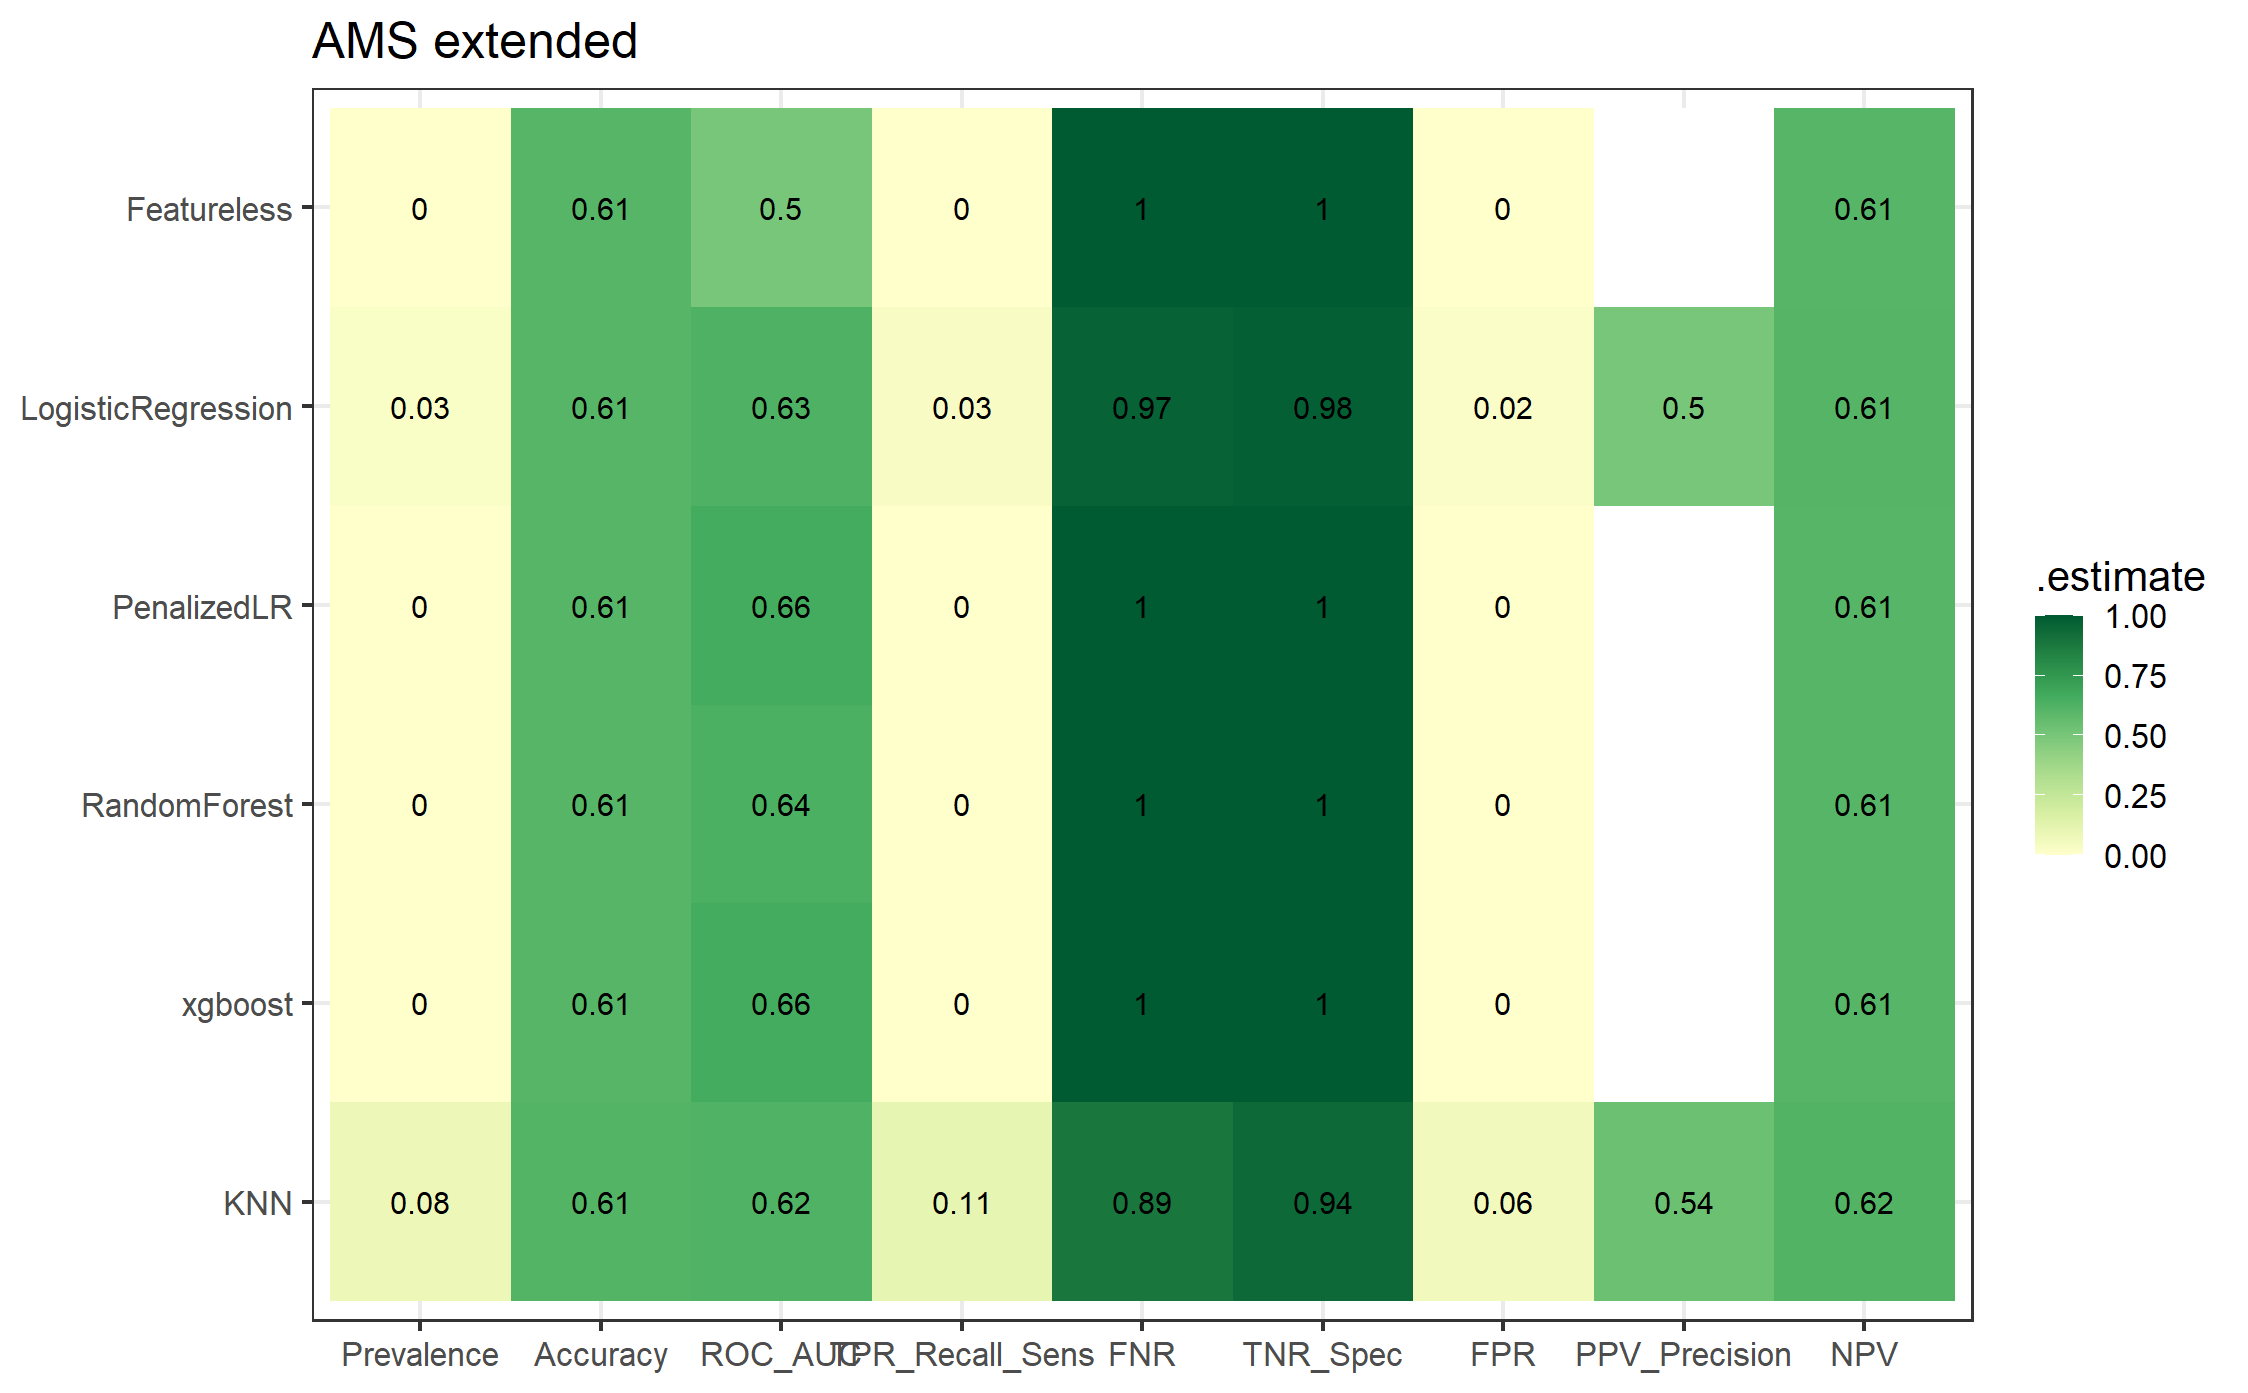 AMS extended
Featureless 0 0.61 0.5 0 1 1 0 0.61
LogisticRegression 0.03 0.61 0.63 0.03 0.97 0.98 0.02 0.5 0.61
PenalizedLR 0 0.61 0.66 0 1 1 0 0.61
RandomForest 0 0.61 0.64 0 1 1 0 0.61
xgboost 0 0.61 0.66 0 1 1 0 0.61
KNN 0.08 0.61 0.62 0.11 0.89 0.94 0.06 0.54 0.62
Prevalence Accuracy ROC_AUC TPR_Recall_Sens FNR TNR_Spec FPR PPV_Precision NPV
.estimate
1.00
0.75
0.50
0.25
0.00